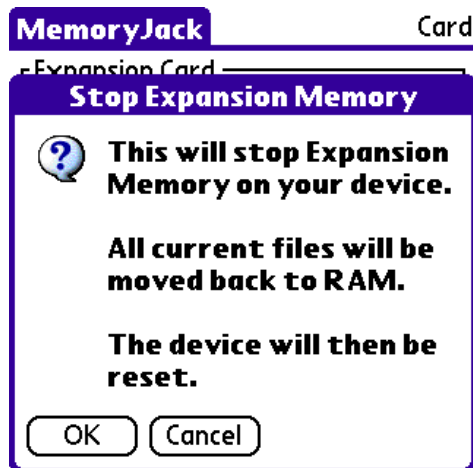 MemoryJack Card
Expansion Card
Stop Expansion Memory
This will stop Expansion
Memory on your device.
All current files will be
moved back to RAM.
The device will then be
reset.
OK Cancel